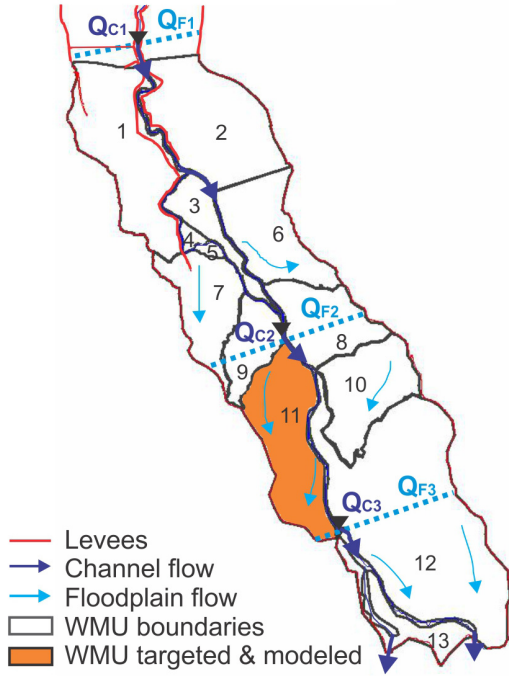 QC1 QF1
1
2
3
4
5
6
7
QC2 QF2
8
9
10
11
QC3 QF3
12
13
Levees
Channel flow
Floodplain flow
WMU boundaries
WMU targeted & modeled